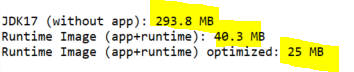 JDK17 (without app): 293.8 MB
Runtime Image (app+runtime): 40.3 MB
Runtime Image (app+runtime) optimized: 25 MB